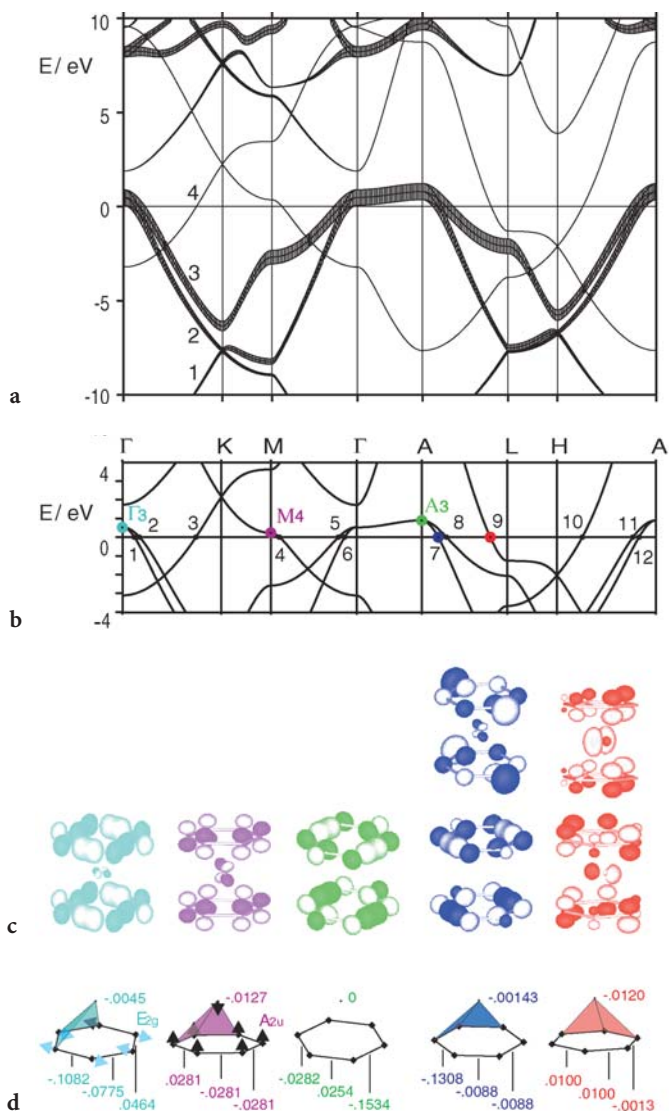 10
E/ eV
5
4
0
3
-5
2
1
-10
a
Γ K M Γ A L H A
4
E/ eV
Γ3 2 3 M4 5 A3 8 9 10 11
0
1 4 6 7 12
-4
b
c
-.0045 -.0127 . 0 -.00143 -.0120
E2g A2u
-.1082 .0281 -.0282 -.1308 .0100
-.0775 -.0281 .0254 -.0088 .0100
.0464 -.0281 -.1534 -.0088 -.0013
d